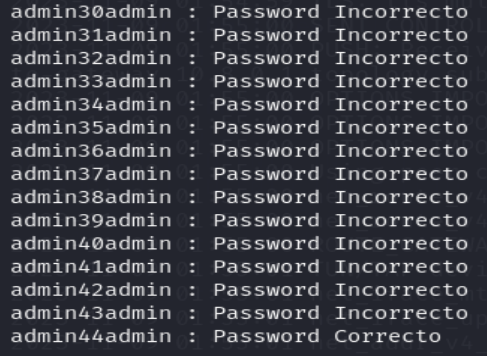 admin30admin : Password Incorrecto
admin31admin : Password Incorrecto
admin32admin : Password Incorrecto
admin33admin : Password Incorrecto
admin34admin : Password Incorrecto
admin35admin : Password Incorrecto
admin36admin : Password Incorrecto
admin37admin : Password Incorrecto
admin38admin : Password Incorrecto
admin39admin : Password Incorrecto
admin40admin : Password Incorrecto
admin41admin : Password Incorrecto
admin42admin : Password Incorrecto
admin43admin : Password Incorrecto
admin44admin : Password Correcto